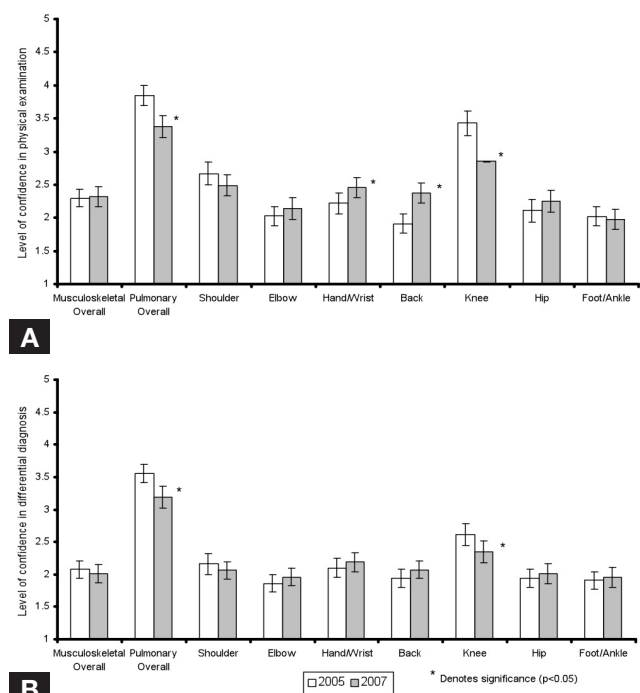 Level of confidence in physical examination
5
4.5
4
3.5
3
2.5
2
1.5
1
* * * *
Musculoskeletal Pulmonary Shoulder Elbow Hand/Wrist Back Knee Hip Foot/Ankle
Overall Overall
A
Level of confidence in differential diagnosis
5
4.5
4
3.5
3
2.5
2
1.5
1
* *
Musculoskeletal Pulmonary Shoulder Elbow Hand/Wrist Back Knee Hip Foot/Ankle
Overall Overall
B
2005 2007
* Denotes significance (p<0.05)